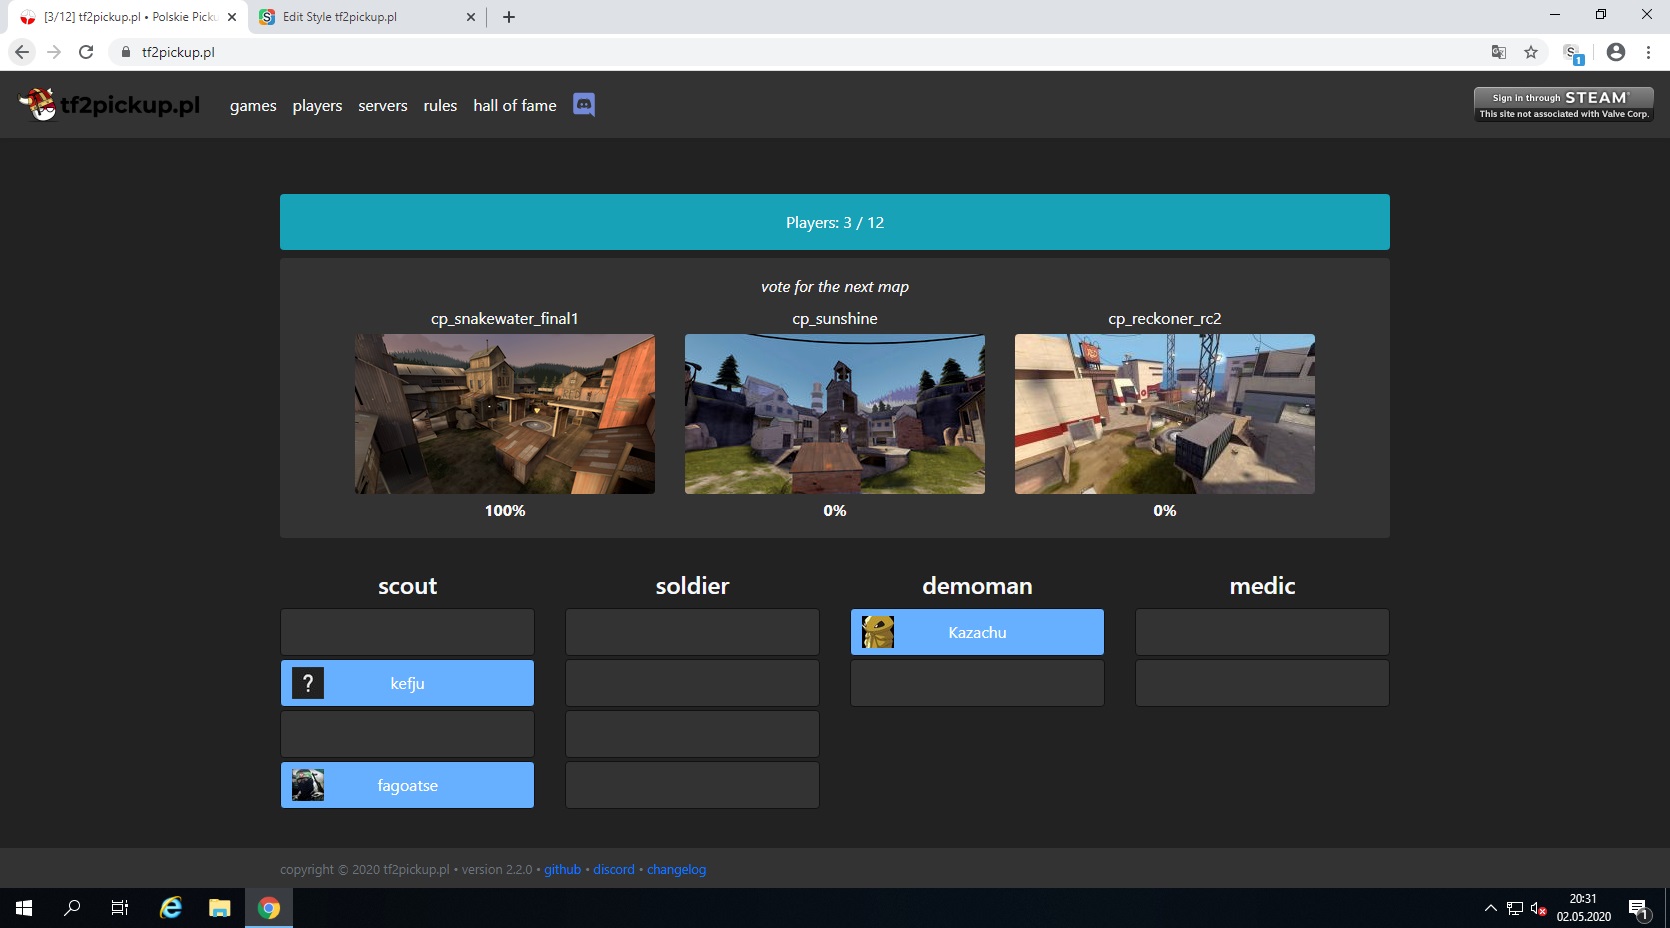 [3/12] tf2pickup.pl • Polskie Picku
Edit Style tf2pickup.pl
tf2pickup.pl
1
tf2pickup.pl
games players servers rules hall of fame
Sign in through STEAM
This site not associated with Valve Corp.
Players: 3 / 12
vote for the next map
cp_snakewater_final1 cp_sunshine cp_reckoner_rc2
100% 0% 0%
scout soldier demoman medic
Kazachu
? kefju
fagoatse
copyright © 2020 tf2pickup.pl • version 2.2.0 • github • discord • changelog
20:31
02.05.2020
1